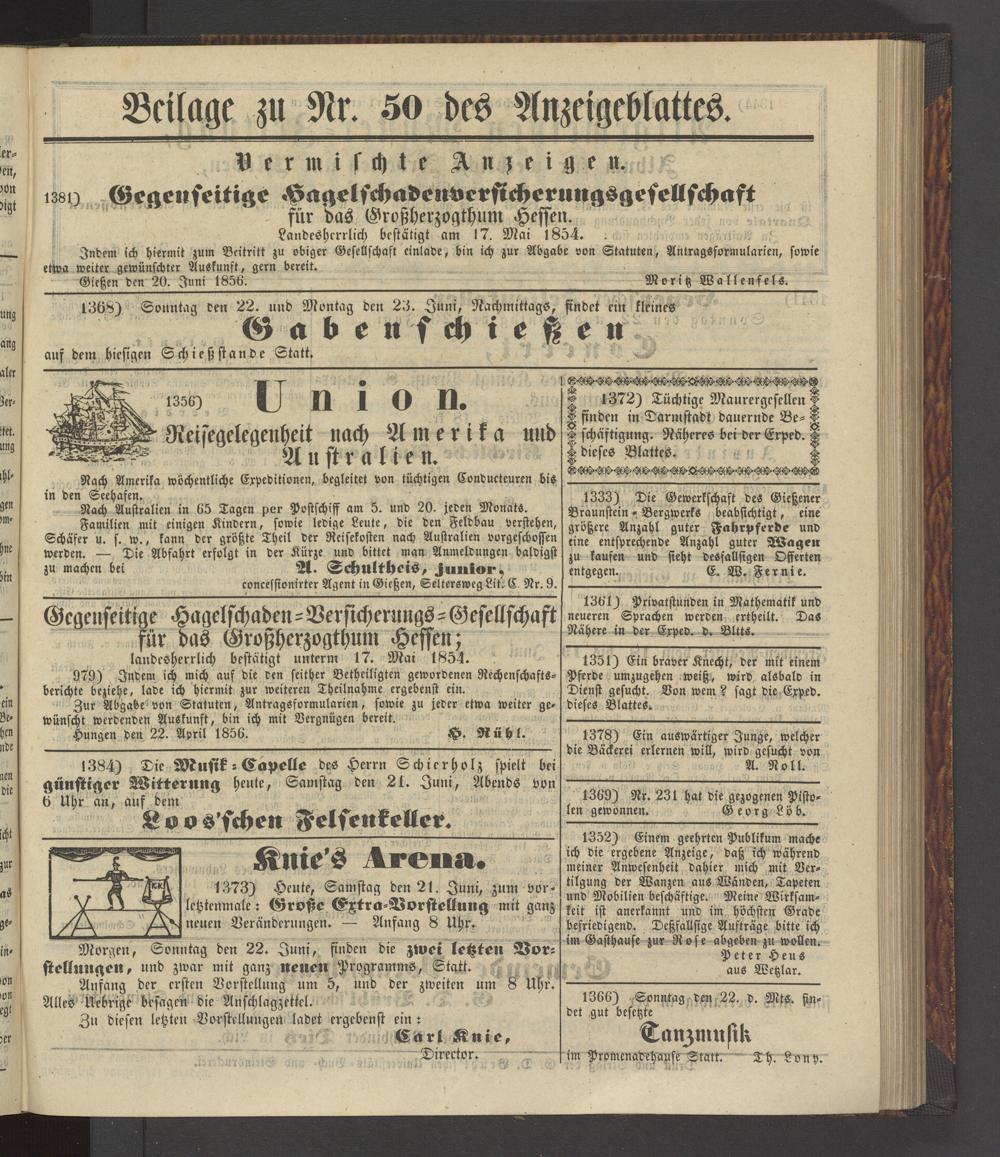 Beilage zu Nr. 50 des Anzeigeblattes.
Vermischte Anzeigen.
1381) Gegenseitige Hagelschadenversicherungsgesellschaft
für das Großherzogthum Hessen.
Landesherrlich bestätigt am 17. Mai 1854.
Indem ich hiermit zum Beitritt zu obiger Gesellschaft einlade, bin ich zur Abgabe von Statuten, Antragsformularien, sowie
etwa weiter gewünschter Auskunft, gern bereit.
Gießen den 20. Juni 1856. Moritz Wallenfels.
1368) Sonntag den 22. und Montag den 23. Juni, Nachmittags, findet ein kleines
Gabenschießen
auf dem hiesigen Schießstande Statt.
1356) Union.
Reisegelegenheit nach Amerika und
Australien.
Nach Amerika wöchentliche Expeditionen, begleitet von tüchtigen Conducteuren bis
in den Seehafen.
Nach Australien in 65 Tagen per Postschiff am 5. und 20. jeden Monats.
Familien mit einigen Kindern, sowie ledige Leute, die den Feldbau verstehen,
Schäfer u. s. w., kann der größte Theil der Reisekosten nach Australien vorgeschossen
werden. — Die Abfahrt erfolgt in der Kürze und bittet man Anmeldungen baldigst
zu machen bei A. Schultheis, junior,
concessionirter Agent in Gießen, Seltersweg Lit. C. Nr. 9.
Gegenseitige Hagelschaden-Versicherungs-Gesellschaft
für das Großherzogthum Hessen;
landesherrlich bestätigt unterm 17. Mai 1854.
979) Indem ich mich auf die den seither Betheiligten gewordenen Rechenschafts-
berichte beziehe, lade ich hiermit zur weiteren Theilnahme ergebenst ein.
Zur Abgabe von Statuten, Antragsformularien, sowie zu jeder etwa weiter ge-
wünscht werdenden Auskunft, bin ich mit Vergnügen bereit.
Hungen den 22. April 1856. H. Rühl.
1384) Die Musik-Capelle des Herrn Schierholz spielt bei
günstiger Witterung heute, Samstag den 21. Juni, Abends von
6 Uhr an, auf dem
Loos'schen Felsenkeller.
Knie's Arena.
1373) Heute, Samstag den 21. Juni, zum vor-
letztenmale: Große Extra-Vorstellung mit ganz
neuen Veränderungen. — Anfang 8 Uhr.
Morgen, Sonntag den 22. Juni, finden die zwei letzten Vor-
stellungen, und zwar mit ganz neuen Programms, Statt.
Anfang der ersten Vorstellung um 5, und der zweiten um 8 Uhr.
Alles Uebrige besagen die Anschlagzettel.
Zu diesen letzten Vorstellungen ladet ergebenst ein:
Carl Knie,
Director.
1372) Tüchtige Maurergesellen
finden in Darmstadt dauernde Be-
schäftigung. Näheres bei der Exped.
dieses Blattes.
1333) Die Gewerkschaft des Gießener
Braunstein-Bergwerks beabsichtigt, eine
größere Anzahl guter Fahrpferde und
eine entsprechende Anzahl guter Wagen
zu kaufen und sieht desfallsigen Offerten
entgegen. E. W. Fernie.
1361) Privatstunden in Mathematik und
neueren Sprachen werden ertheilt. Das
Nähere in der Exped. d. Bltts.
1351) Ein braver Knecht, der mit einem
Pferde umzugehen weiß, wird alsbald in
Dienst gesucht. Von wem? sagt die Exped.
dieses Blattes.
1378) Ein auswärtiger Junge, welcher
die Bäckerei erlernen will, wird gesucht von
A. Noll.
1369) Nr. 231 hat die gezogenen Pisto-
len gewonnen. Georg Löb.
1352) Einem geehrten Publikum mache
ich die ergebene Anzeige, daß ich während
meiner Anwesenheit dahier mich mit Ver-
tilgung der Wanzen aus Wänden, Tapeten
und Mobilien beschäftige. Meine Wirksam-
keit ist anerkannt und im höchsten Grade
befriedigend. Deßfallsige Aufträge bitte ich
im Gasthause zur Rose abgeben zu wollen.
Peter Heus
aus Wetzlar.
1366) Sonntag den 22. d. Mts. fin-
det gut besetzte
Tanzmusik
im Promenadehause Statt. Th. Lony.